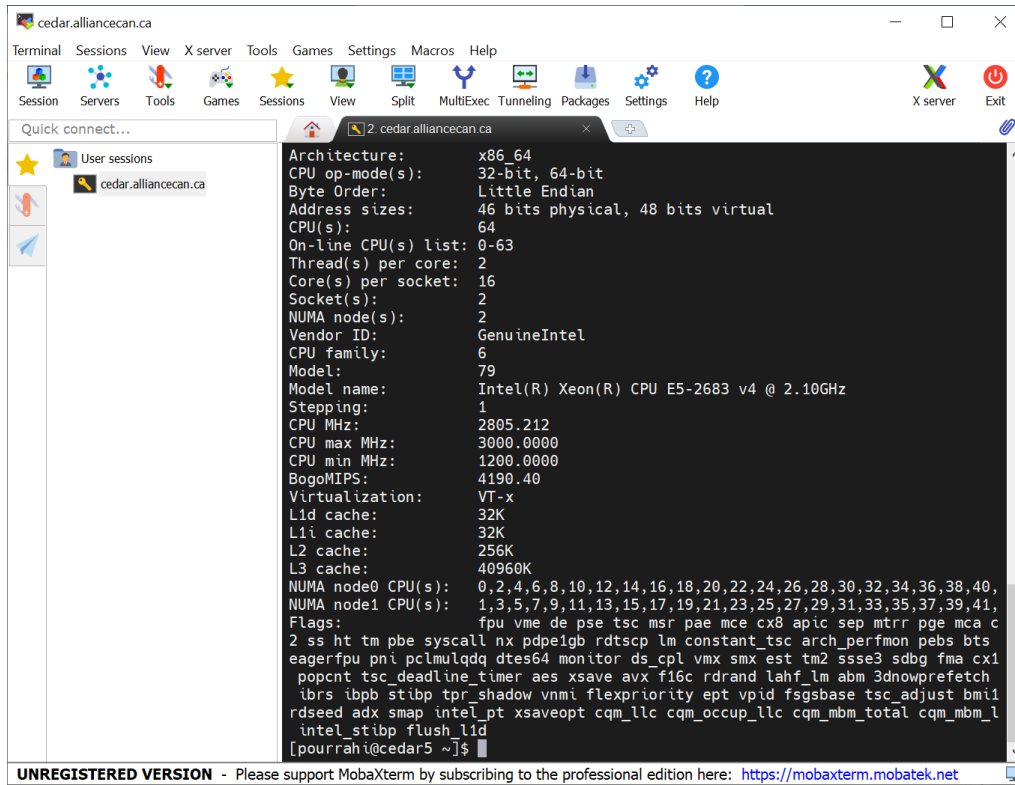 cedar.alliancecan.ca
Terminal Sessions View X server Tools Games Settings Macros Help
Session Servers Tools Games Sessions View Split MultiExec Tunneling Packages Settings Help X server Exit
Quick connect...
2. cedar.alliancecan.ca
User sessions
cedar.alliancecan.ca
Architecture: x86_64
CPU op-mode(s): 32-bit, 64-bit
Byte Order: Little Endian
Address sizes: 46 bits physical, 48 bits virtual
CPU(s): 64
On-line CPU(s) list: 0-63
Thread(s) per core: 2
Core(s) per socket: 16
Socket(s): 2
NUMA node(s): 2
Vendor ID: GenuineIntel
CPU family: 6
Model: 79
Model name: Intel(R) Xeon(R) CPU E5-2683 v4 @ 2.10GHz
Stepping: 1
CPU MHz: 2805.212
CPU max MHz: 3000.0000
CPU min MHz: 1200.0000
BogoMIPS: 4190.40
Virtualization: VT-x
L1d cache: 32K
L1i cache: 32K
L2 cache: 256K
L3 cache: 40960K
NUMA node0 CPU(s): 0,2,4,6,8,10,12,14,16,18,20,22,24,26,28,30,32,34,36,38,40,
NUMA node1 CPU(s): 1,3,5,7,9,11,13,15,17,19,21,23,25,27,29,31,33,35,37,39,41,
Flags: fpu vme de pse tsc msr pae mce cx8 apic sep mtrr pge mca c
2 ss ht tm pbe syscall nx pdpe1gb rdtscp lm constant_tsc arch_perfmon pebs bts
eagerfpu pni pclmulqdq dtes64 monitor ds_cpl vmx smx est tm2 ssse3 sdbg fma cx1
popcnt tsc_deadline_timer aes xsave avx f16c rdrand lahf_lm abm 3dnowprefetch
ibrs ibpb stibp tpr_shadow vnmi flexpriority ept vpid fsgsbase tsc_adjust bmi1
rdseed adx smap intel_pt xsaveopt cqm_llc cqm_occup_llc cqm_mbm_total cqm_mbm_l
intel_stibp flush_l1d
[pourrahi@cedar5 ~]$
UNREGISTERED VERSION - Please support MobaXterm by subscribing to the professional edition here: https://mobaxterm.mobatek.net